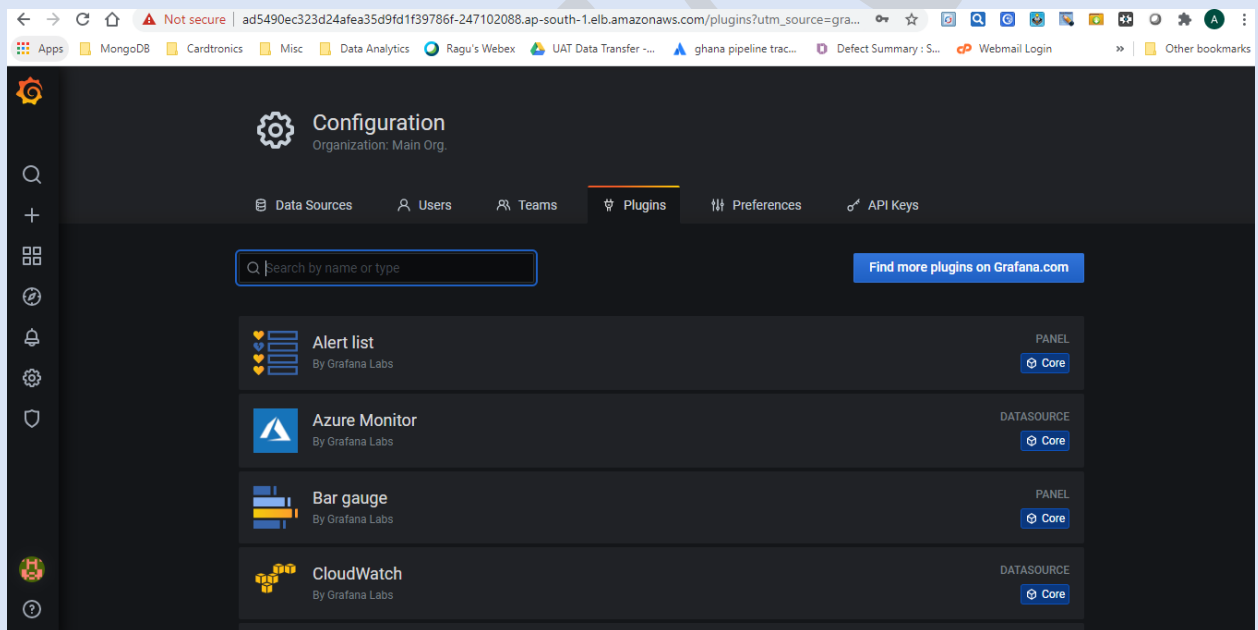 Not secure | ad5490ec323d24afea35d9fd1f39786f-247102088.ap-south-1.elb.amazonaws.com/plugins?utm_source=gra...
Apps MongoDB Cardtronics Misc Data Analytics Ragu's Webex UAT Data Transfer -... ghana pipeline trac... Defect Summary : S... cP Webmail Login » Other bookmarks
Configuration
Organization: Main Org.
Data Sources Users Teams Plugins Preferences API Keys
Search by name or type
Find more plugins on Grafana.com
Alert list
PANEL
By Grafana Labs
Core
Azure Monitor
DATASOURCE
By Grafana Labs
Core
Bar gauge
PANEL
By Grafana Labs
Core
CloudWatch
DATASOURCE
By Grafana Labs
Core